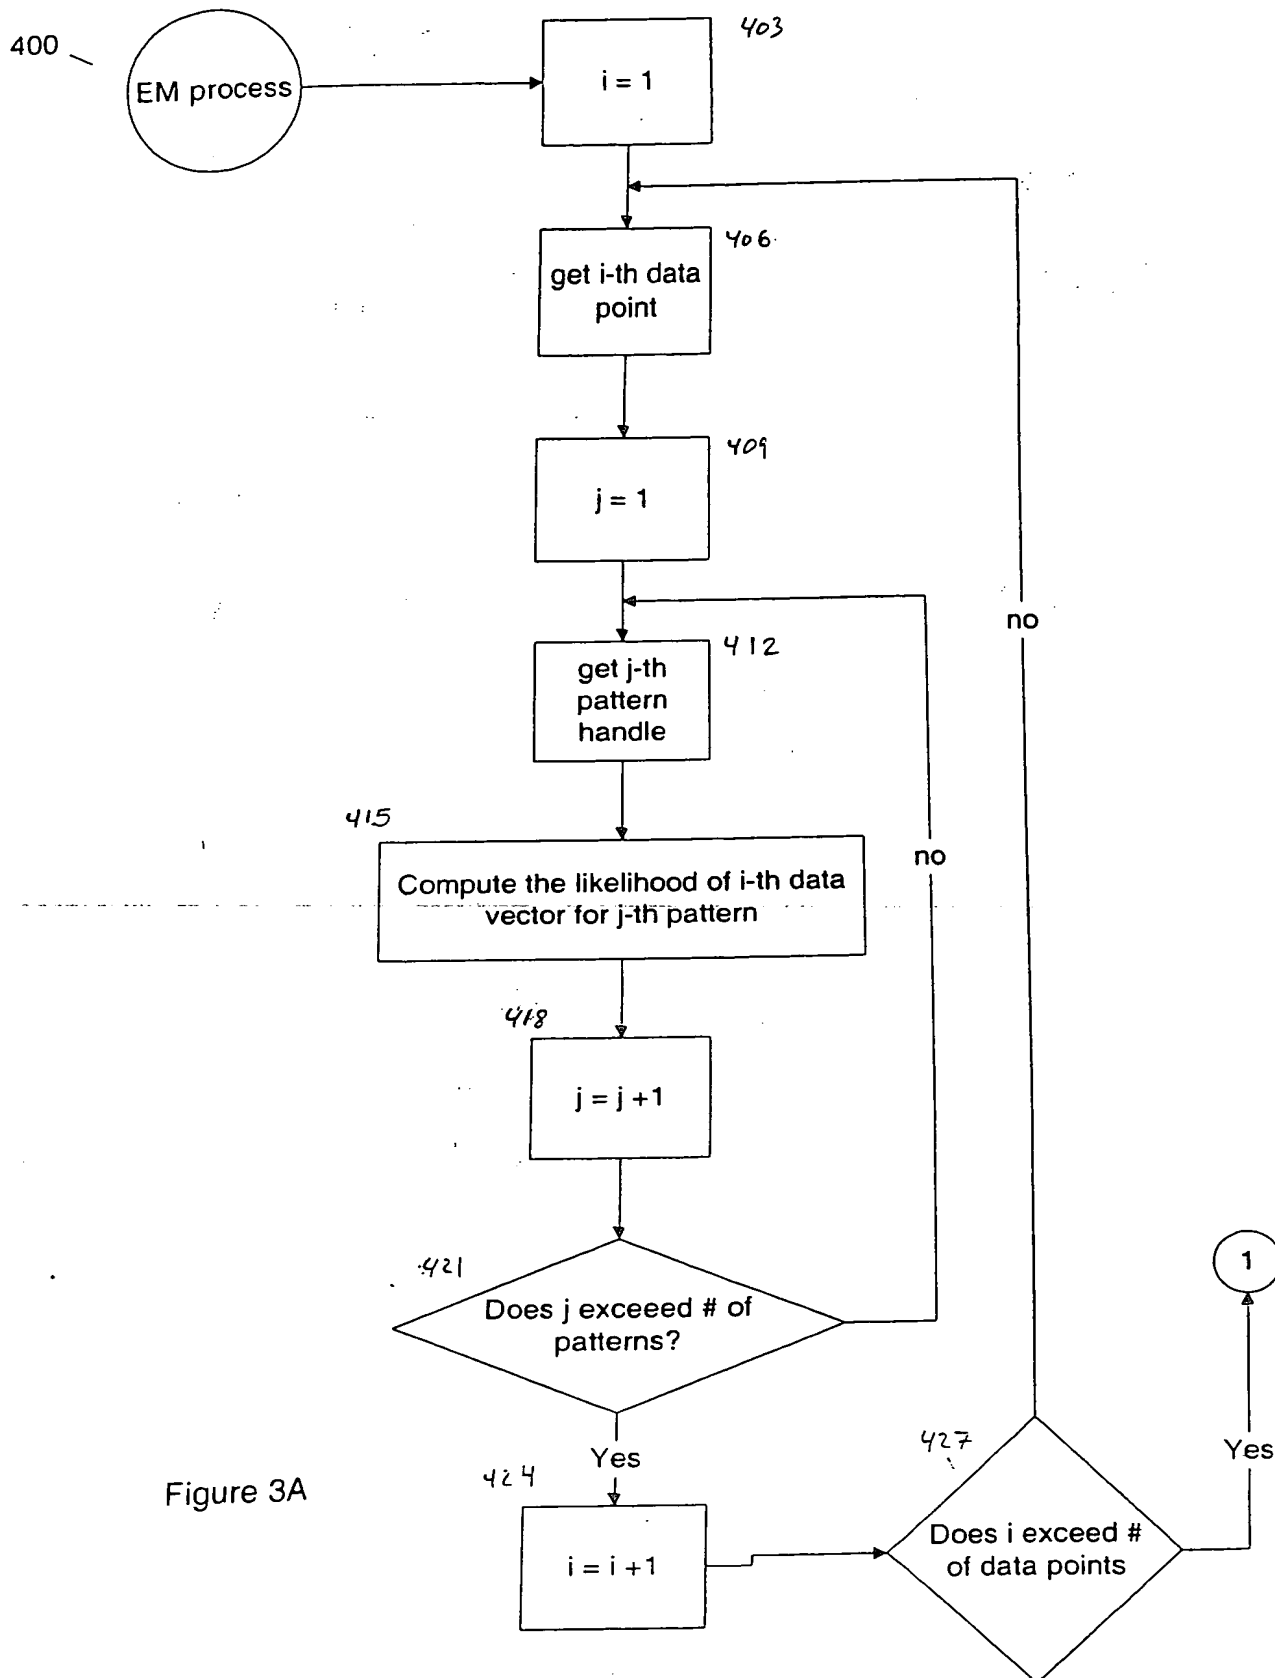 400
EM process
403
i = 1
406
get i-th data
point
409
j = 1
no
412
get j-th
pattern
handle
415
no
Compute the likelihood of i-th data
vector for j-th pattern
418
j = j +1
421
Does j exceeed # of
patterns?
1
Yes
427
Yes
424
Figure 3A
i = i +1
Does i exceed #
of data points